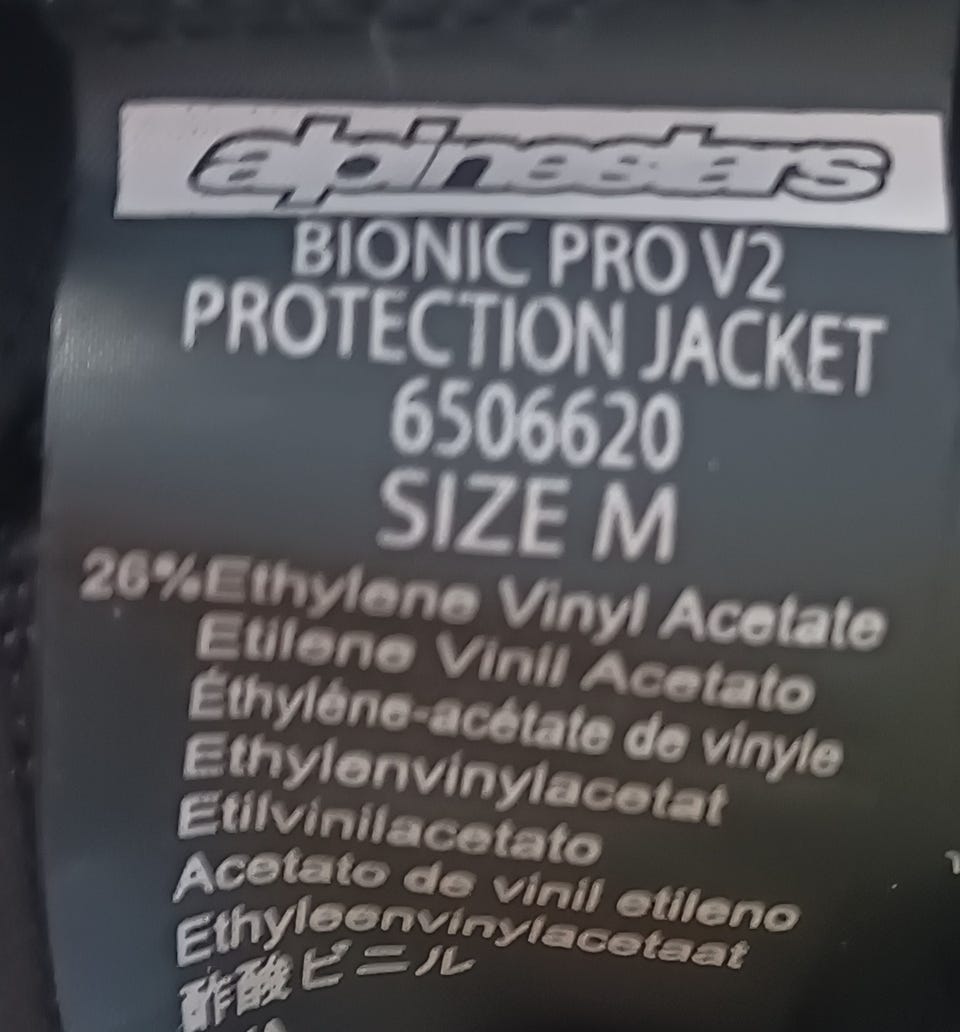 alpinestars
BIONIC PRO V2
PROTECTION JACKET
6506620
SIZE M
26%Ethylene Vinyl Acetate
Etilene Vinil Acetato
Éthyléne-acétate de vinyle
Ethylenvinylacetat
Etilvinilacetato
Acetato de vinil etileno
Ethyleenvinylacetaat
酢酸ビニル